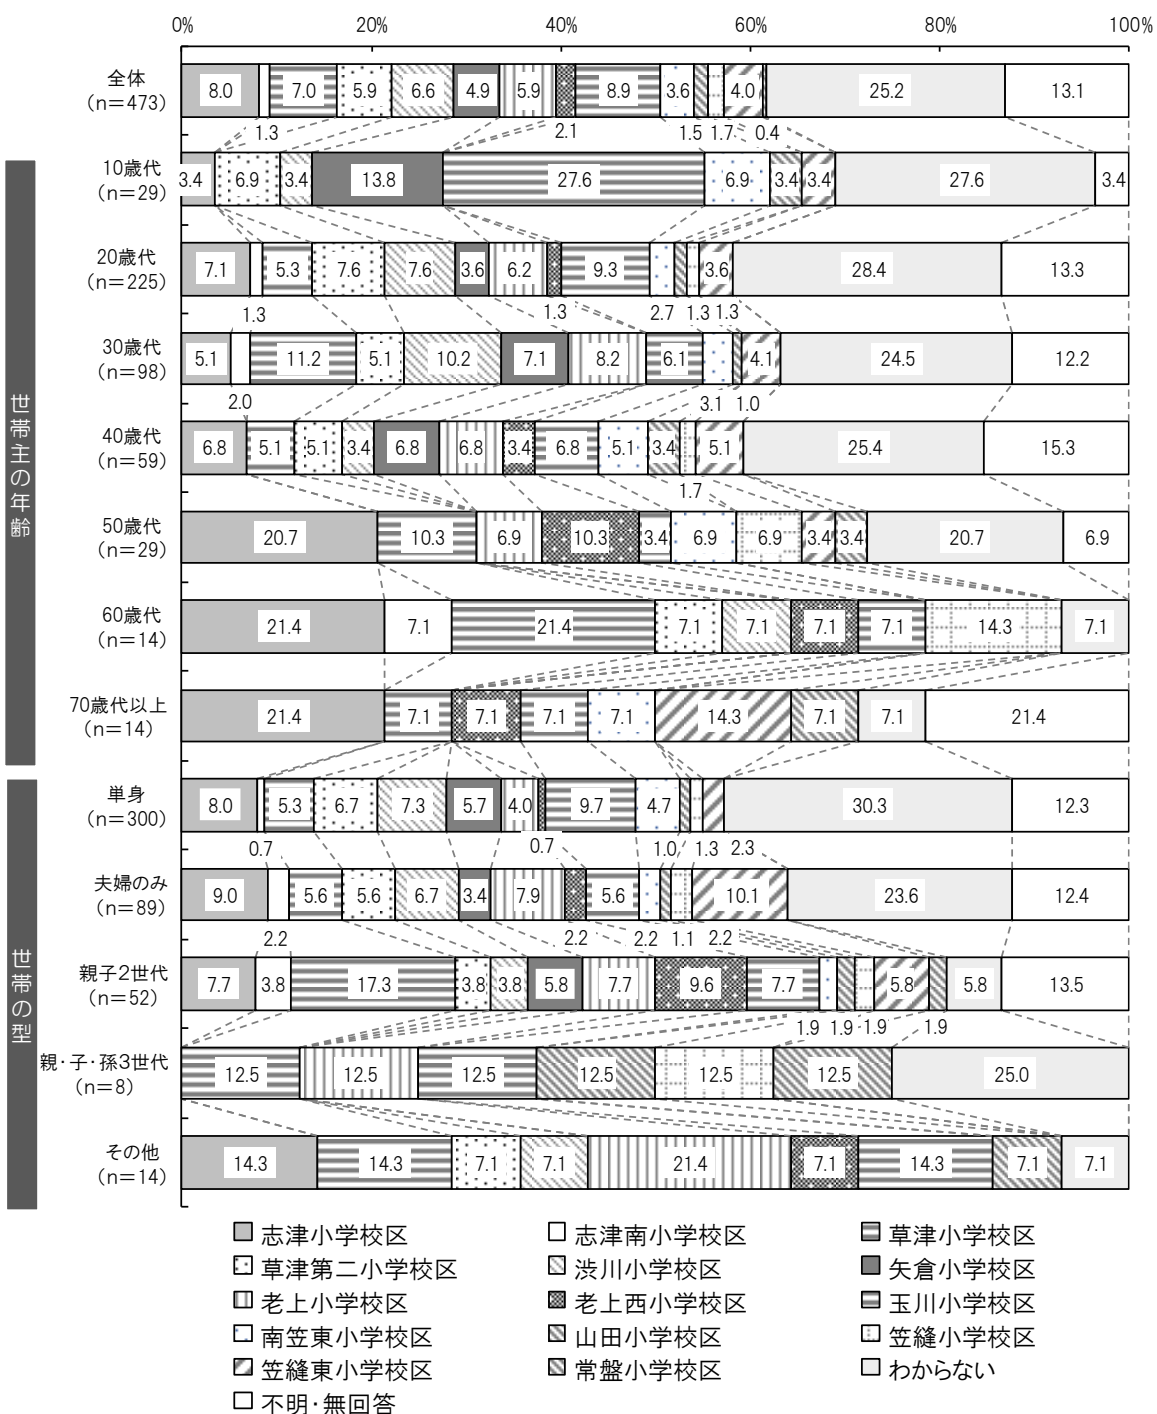 0% 20% 40% 60% 80% 100%
全体
(n=473)
8.0 7.0 5.9 6.6 4.9 5.9 8.9 3.6 4.0 25.2 13.1
1.3 2.1 1.5 1.7 0.4
10歳代
(n=29)
3.4 6.9 3.4 13.8 27.6 6.9 3.4 3.4 27.6 3.4
20歳代
(n=225)
7.1 5.3 7.6 7.6 3.6 6.2 9.3 3.6 28.4 13.3
1.3 1.3 2.7 1.3 1.3
30歳代
(n=98)
5.1 11.2 5.1 10.2 7.1 8.2 6.1 4.1 24.5 12.2
2.0 3.1 1.0
40歳代
(n=59)
6.8 5.1 5.1 3.4 6.8 6.8 3.4 6.8 5.1 3.4 5.1 25.4 15.3
1.7
50歳代
(n=29)
20.7 10.3 6.9 10.3 3.4 6.9 6.9 3.4 3.4 20.7 6.9
60歳代
(n=14)
21.4 7.1 21.4 7.1 7.1 7.1 7.1 14.3 7.1
70歳代以上
(n=14)
21.4 7.1 7.1 7.1 7.1 14.3 7.1 7.1 21.4
世帯主の年齢
単身
(n=300)
8.0 5.3 6.7 7.3 5.7 4.0 9.7 4.7 30.3 12.3
0.7 0.7 1.0 1.3 2.3
夫婦のみ
(n=89)
9.0 5.6 5.6 6.7 3.4 7.9 5.6 10.1 23.6 12.4
2.2 2.2 2.2 1.1 2.2
親子2世代
(n=52)
7.7 3.8 17.3 3.8 3.8 5.8 7.7 9.6 7.7 5.8 5.8 13.5
1.9 1.9 1.9 1.9
親・子・孫3世代
(n=8)
12.5 12.5 12.5 12.5 12.5 12.5 25.0
その他
(n=14)
14.3 14.3 7.1 7.1 21.4 7.1 14.3 7.1 7.1
世帯の型
志津小学校区 志津南小学校区 草津小学校区
草津第二小学校区 渋川小学校区 矢倉小学校区
老上小学校区 老上西小学校区 玉川小学校区
南笠東小学校区 山田小学校区 笠縫小学校区
笠縫東小学校区 常盤小学校区 わからない
不明・無回答